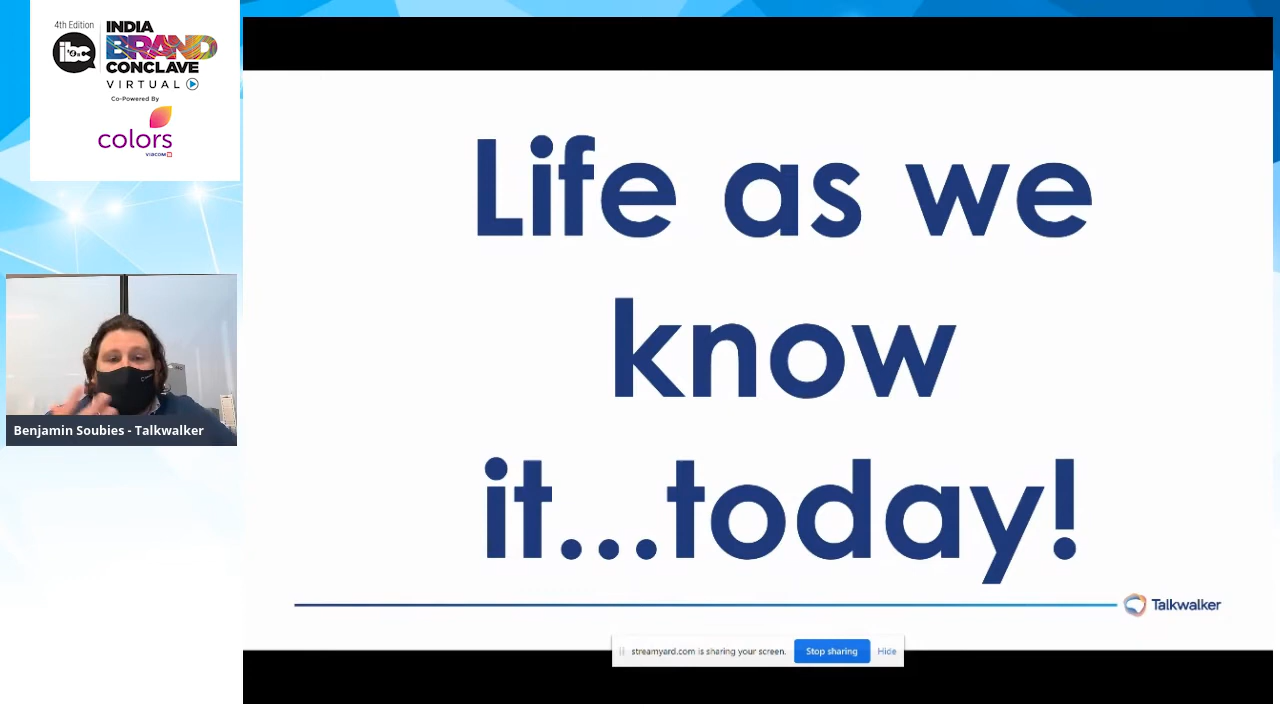 4th Edition
INDIA
BRAND
CONCLAVE
VIRTUAL
Co-Powered By
colors
VIACOM18
Benjamin Soubies - Talkwalker
Life as we
know
it...today!
Talkwalker
streamyard.com is sharing your screen.
Stop sharing
Hide